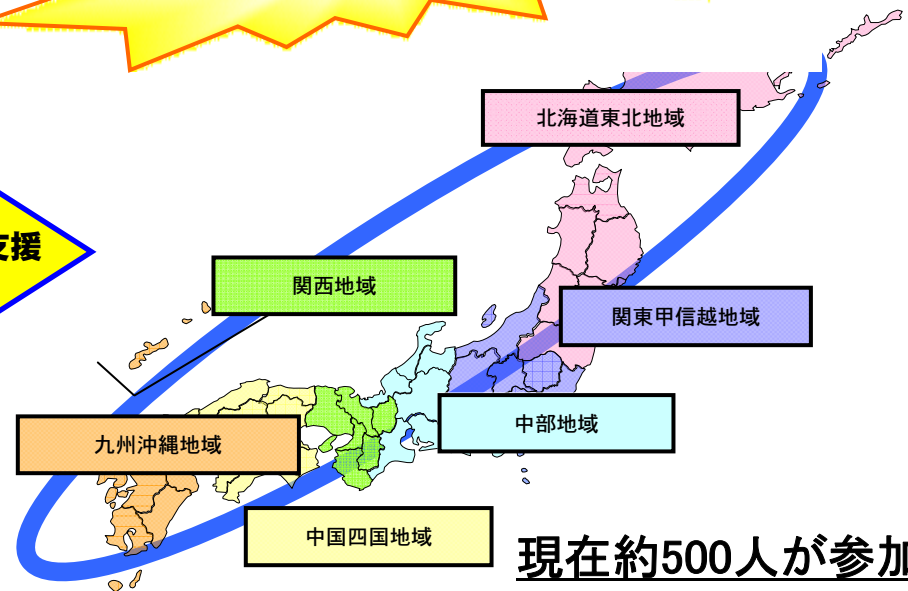 北海道東北地域
支援
関西地域
関東甲信越地域
中部地域
九州沖縄地域
中国四国地域
現在約500人が参加